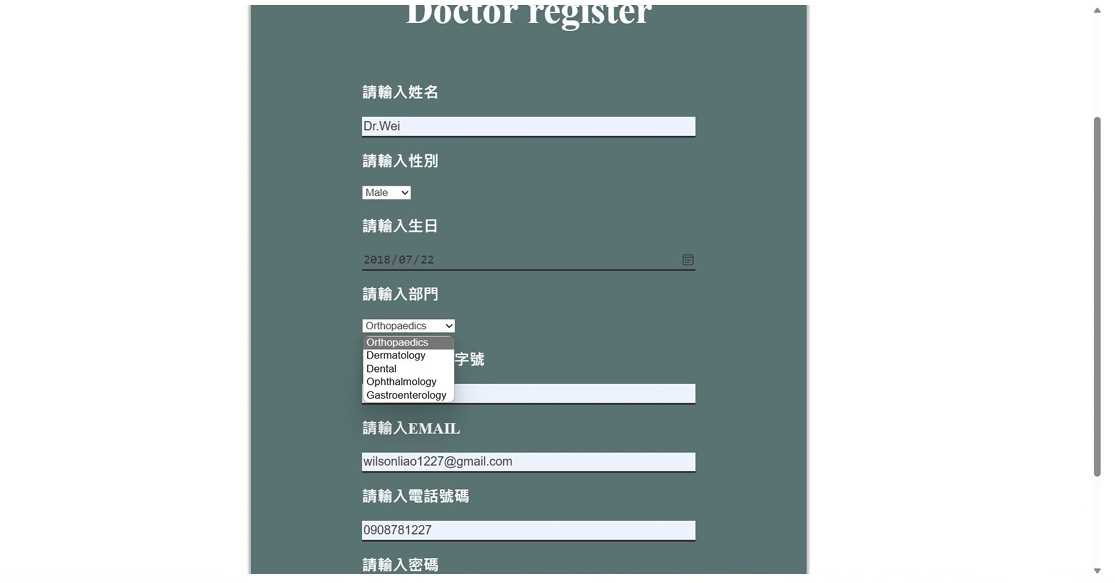 Doctor register
請輸入姓名
Dr.Wei
請輸入性別
Male
請輸入生日
2018/07/22
請輸入部門
Orthopaedics
Orthopaedics
Dermatology
Dental
Ophthalmology
Gastroenterology
字號
請輸入EMAIL
wilsonliao1227@gmail.com
請輸入電話號碼
0908781227
請輸入密碼